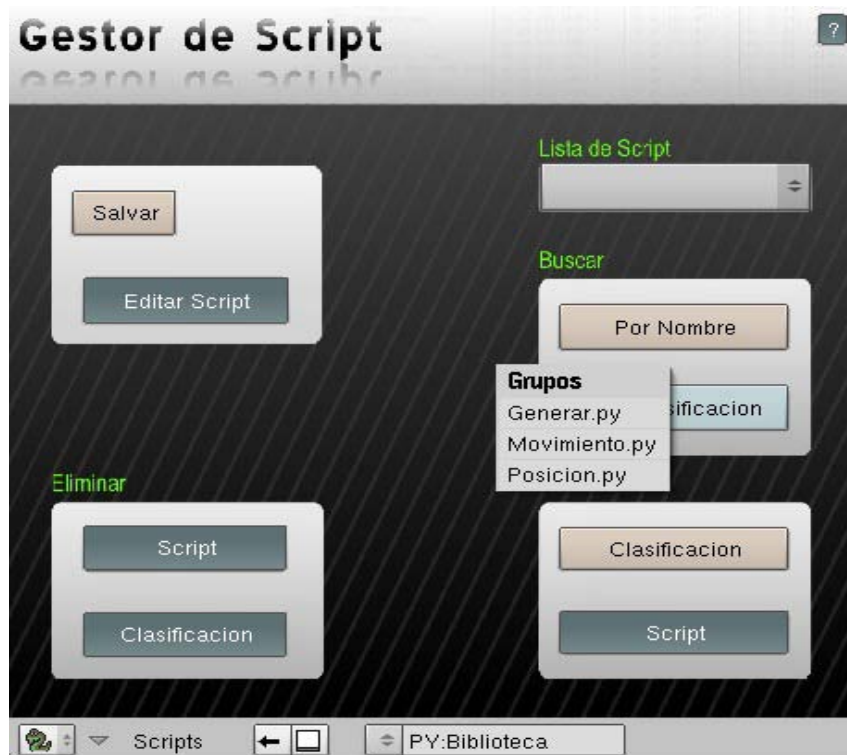 Gestor de Script
?
Lista de Script
Salvar
Editar Script
Buscar
Por Nombre
Grupos
Generar.py
Movimiento.py
Posicion.py
Eliminar
Script
Clasificacion
Clasificacion
Script
Scripts
PY:Biblioteca